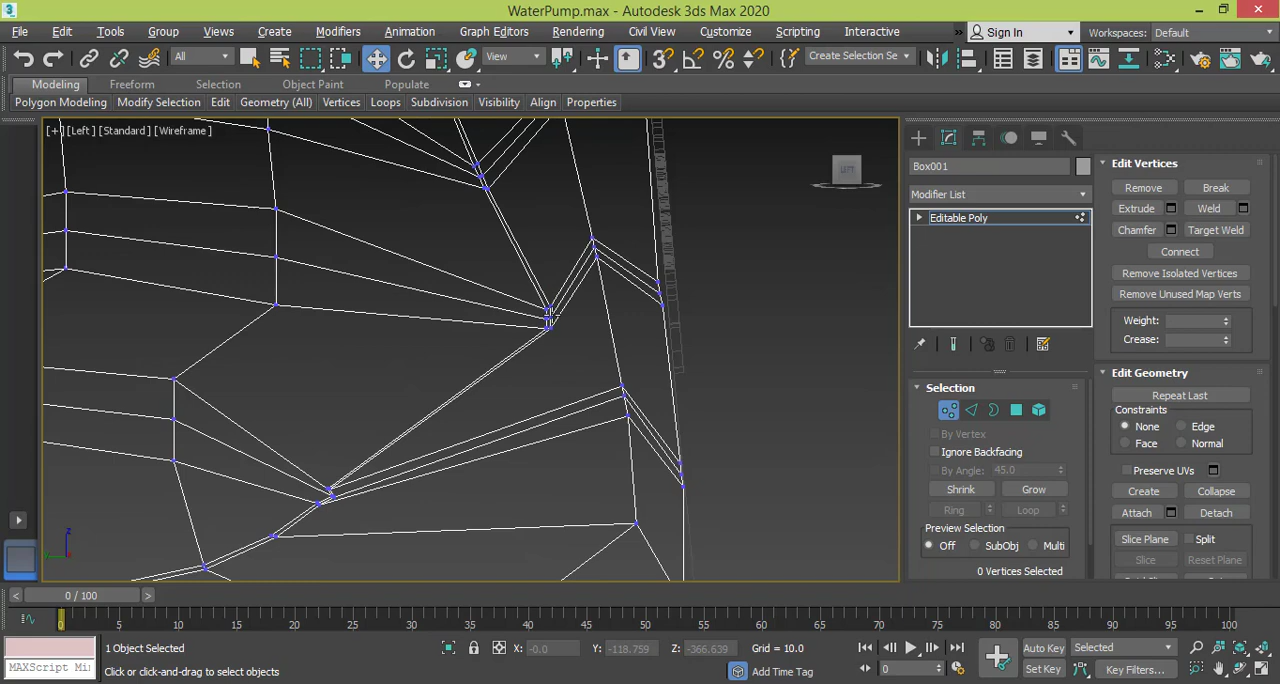 WaterPump.max - Autodesk 3ds Max 2020
File Edit Tools Group Views Create Modifiers Animation Graph Editors Rendering Civil View Customize Scripting Interactive Sign In Workspaces: Default
All View Create Selection Se
Modeling Freeform Selection Object Paint Populate
Polygon Modeling Modify Selection Edit Geometry (All) Vertices Loops Subdivision Visibility Align Properties
[+] [Left] [Standard] [Wireframe]
Box001
Modifier List
Editable Poly
Selection
By Vertex
Ignore Backfacing
By Angle: 45.0
Shrink Grow
Ring Loop
Preview Selection
Off SubObj Multi
0 Vertices Selected
Edit Vertices
Remove Break
Extrude Weld
Chamfer Target Weld
Connect
Remove Isolated Vertices
Remove Unused Map Verts
Weight:
Crease:
Edit Geometry
Repeat Last
Constraints
None Edge
Face Normal
Preserve UVs
Create Collapse
Attach Detach
Slice Plane Split
Slice Reset Plane
z
0 / 100
0 5 10 15 20 25 30 35 40 45 50 55 60 65 70 75 80 85 90 95 100
1 Object Selected X: -0.0 Y: -118.759 Z: -366.639 Grid = 10.0 Auto Key Selected
MAXScript Mi: Click or click-and-drag to select objects Add Time Tag 0 Set Key Key Filters...